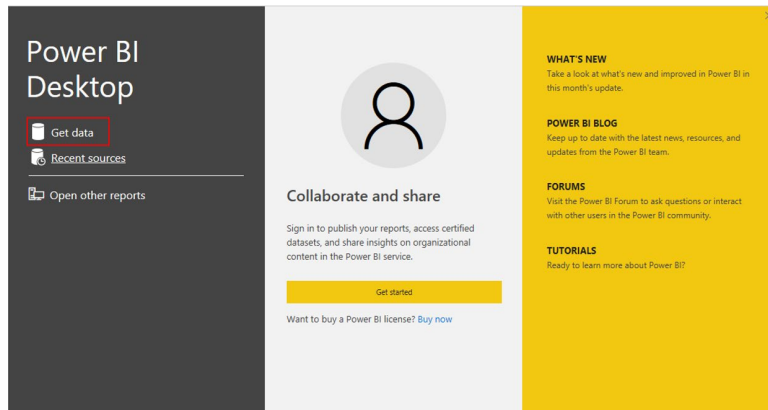 Power BI
Desktop
Get data
Recent sources
Open other reports
Collaborate and share
Sign in to publish your reports, access certified
datasets, and share insights on organizational
content in the Power BI service.
Get started
Want to buy a Power BI license? Buy now
WHAT'S NEW
Take a look at what's new and improved in Power BI in
this month's update.
POWER BI BLOG
Keep up to date with the latest news, resources, and
updates from the Power BI team.
FORUMS
Visit the Power BI Forum to ask questions or interact
with other users in the Power BI community.
TUTORIALS
Ready to learn more about Power BI?